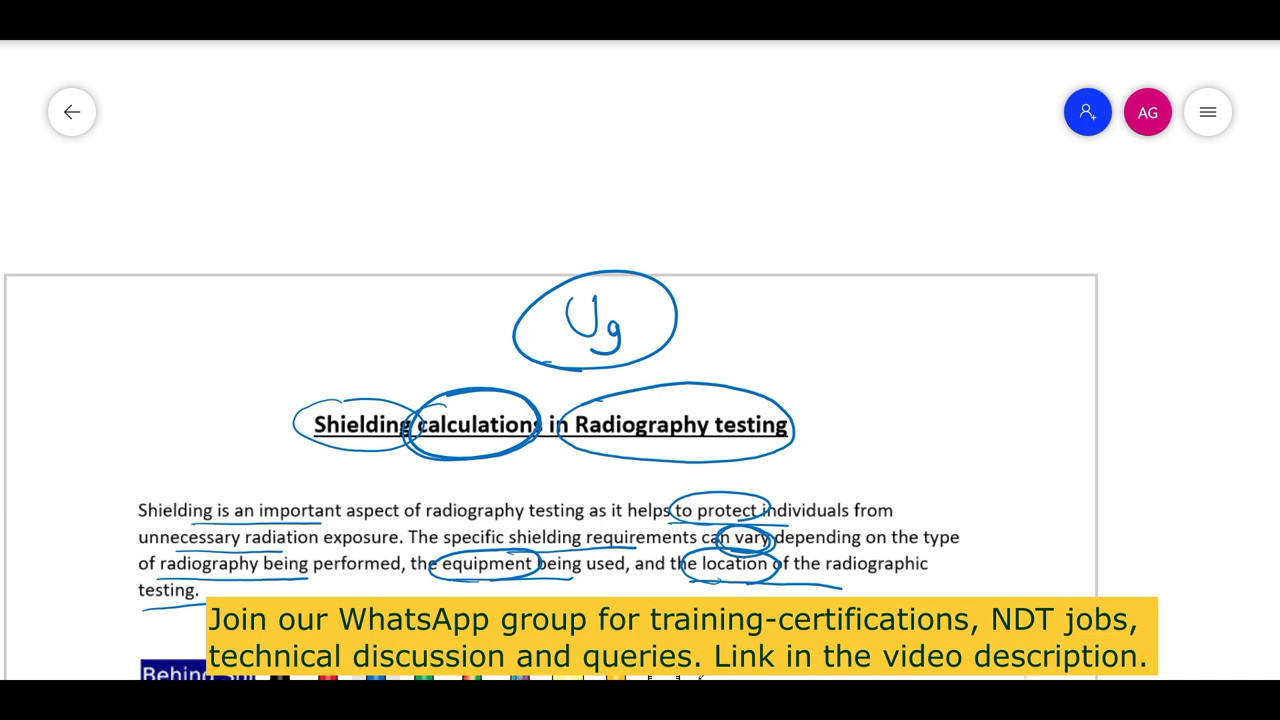 AG
Ug
Shielding calculations in Radiography testing
Shielding is an important aspect of radiography testing as it helps to protect individuals from
unnecessary radiation exposure. The specific shielding requirements can vary depending on the type
of radiography being performed, the equipment being used, and the location of the radiographic
testing.
Join our WhatsApp group for training-certifications, NDT jobs,
technical discussion and queries. Link in the video description.
Behind